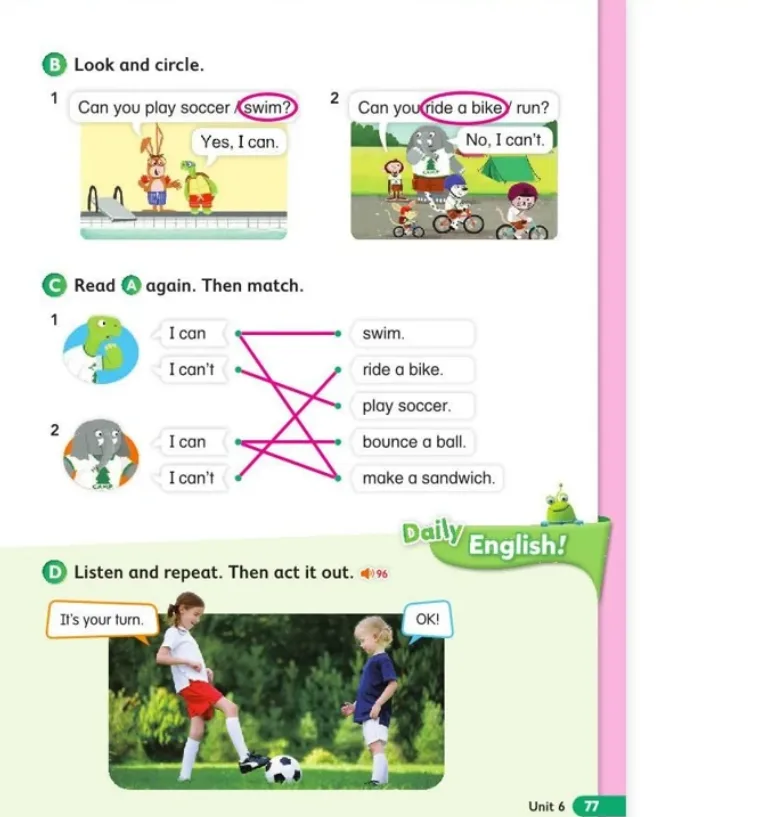 B Look and circle.
1 Can you play soccer / swim?
Yes, I can.
2 Can you ride a bike / run?
No, I can't.
CAMP
C Read A again. Then match.
1
I can
I can't
2
I can
I can't
swim.
ride a bike.
play soccer.
bounce a ball.
make a sandwich.
CAMP
Daily
English!
D Listen and repeat. Then act it out. 96
It's your turn.
OK!
Unit 6 77